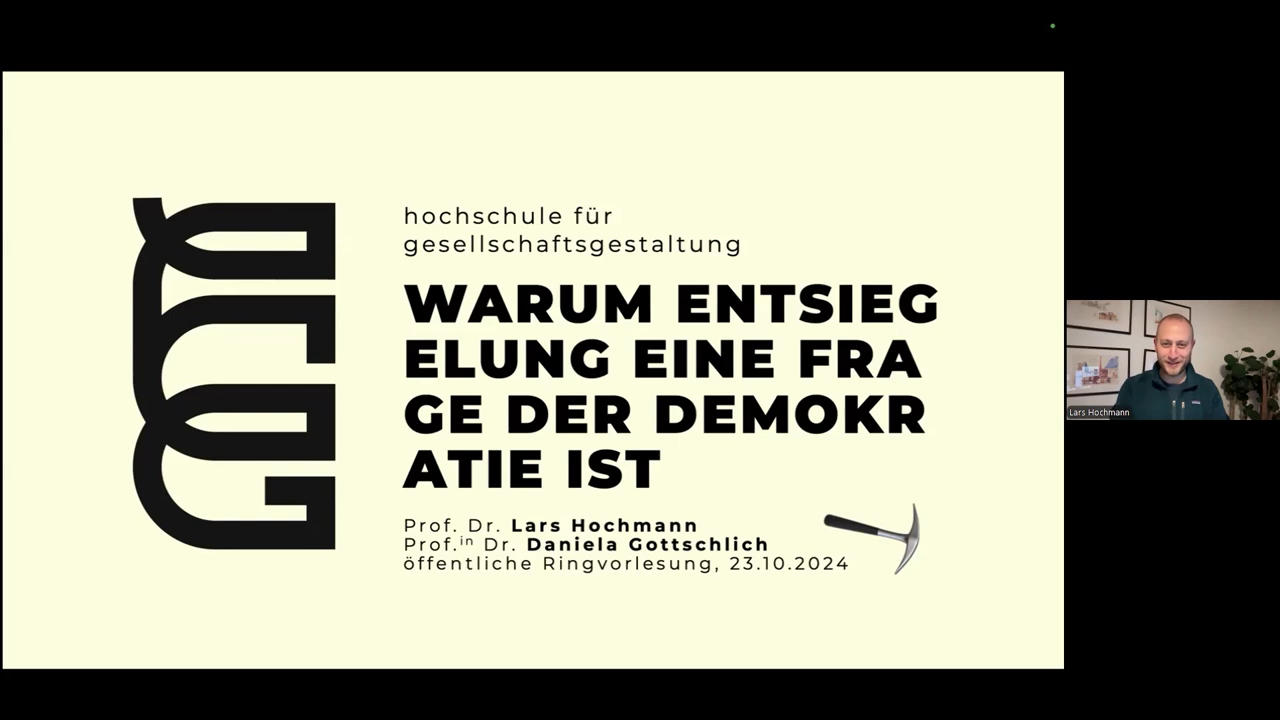 hochschule für
gesellschaftsgestaltung
WARUM ENTSIEG
ELUNG EINE FRA
GE DER DEMOKR
ATIE IST
Prof. Dr. Lars Hochmann
Prof.in Dr. Daniela Gottschlich
öffentliche Ringvorlesung, 23.10.2024
Lars Hochmann